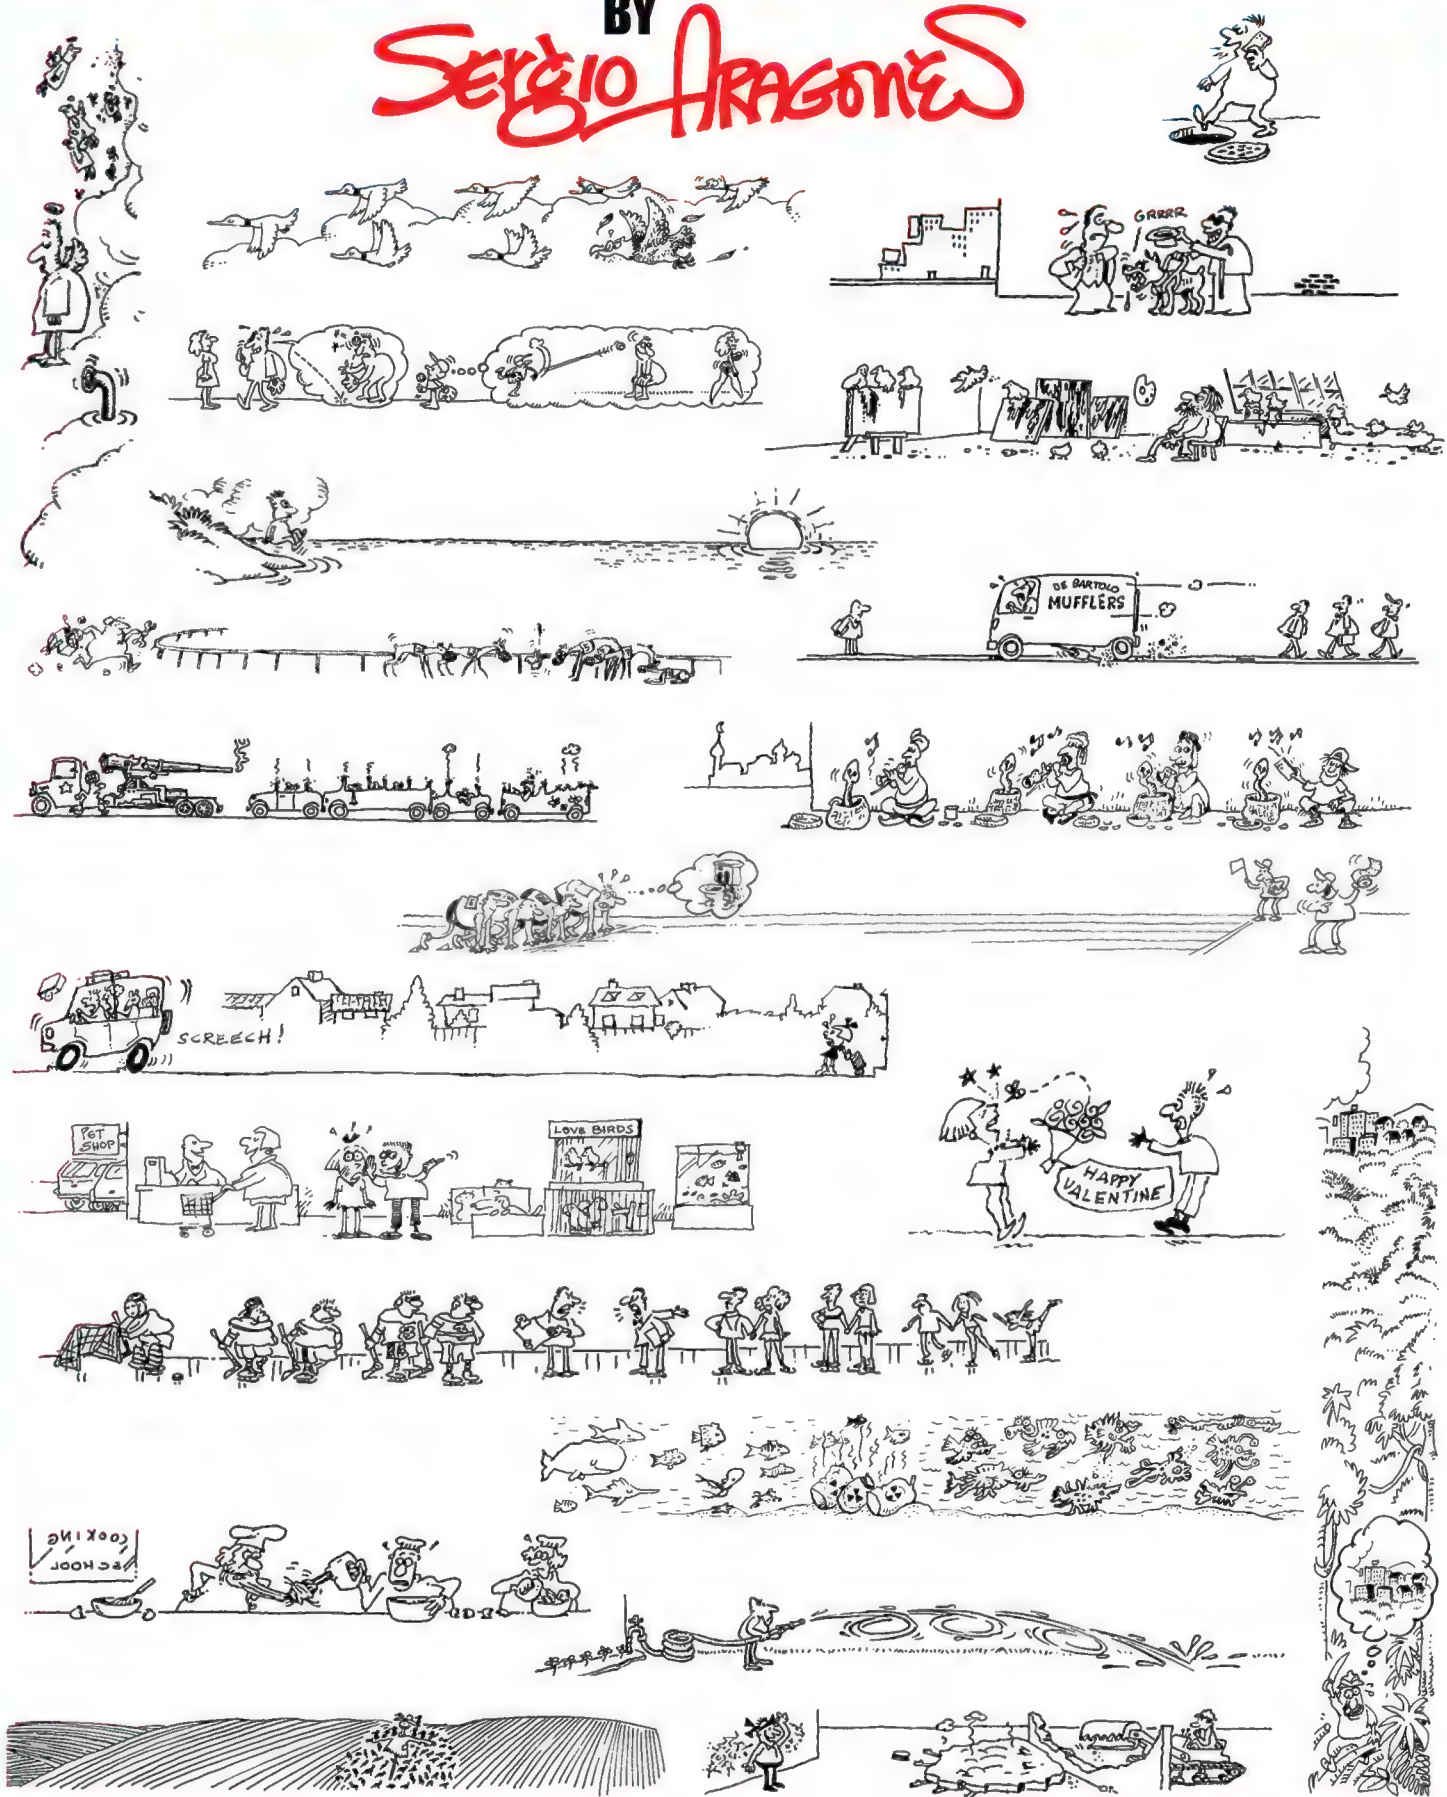 BY
SERGIO ARAGONÉS
GRRRR
DE BARTOLO
MUFFLERS
SCREECH!
PET
SHOP
LOVE BIRDS
HAPPY
VALENTINE
COOKING
SCHOOL